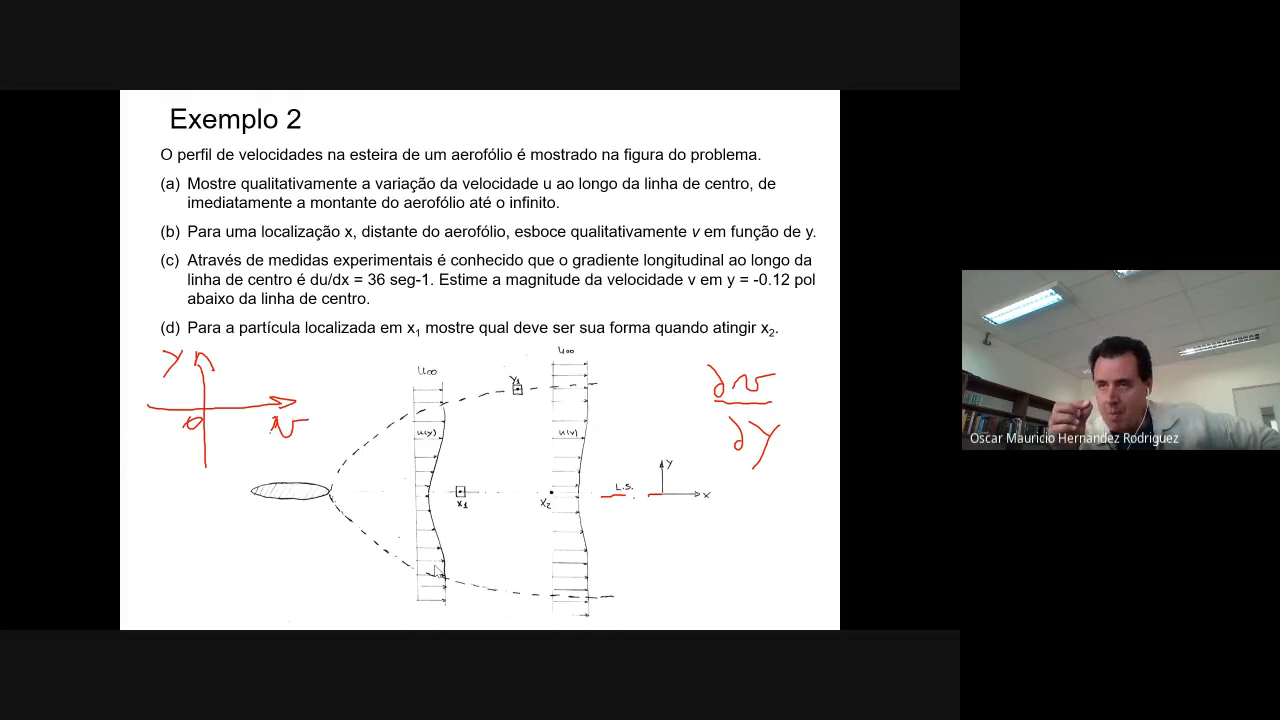 Exemplo 2
O perfil de velocidades na esteira de um aerofólio é mostrado na figura do problema.
(a) Mostre qualitativamente a variação da velocidade u ao longo da linha de centro, de
imediatamente a montante do aerofólio até o infinito.
(b) Para uma localização x, distante do aerofólio, esboce qualitativamente v em função de y.
(c) Através de medidas experimentais é conhecido que o gradiente longitudinal ao longo da
linha de centro é du/dx = 36 seg-1. Estime a magnitude da velocidade v em y = -0.12 pol
abaixo da linha de centro.
(d) Para a partícula localizada em x1 mostre qual deve ser sua forma quando atingir x2.
y
0
v
U∞
U∞
y1
∂v
∂y
u(y)
u(y)
x1
x2
L.S.
y
x
Oscar Mauricio Hernandez Rodriguez